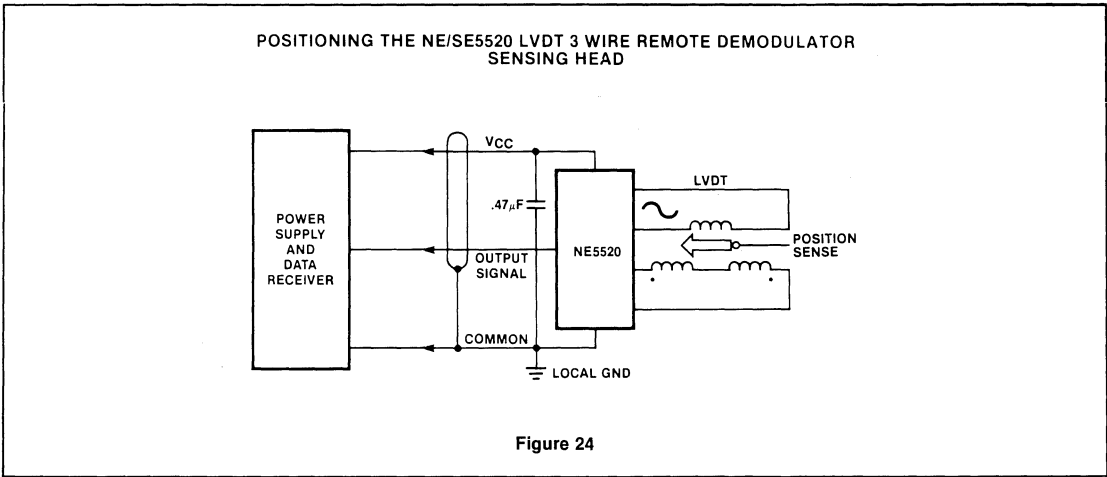 POSITIONING THE NE/SE5520 LVDT 3 WIRE REMOTE DEMODULATOR
SENSING HEAD
POWER
SUPPLY
AND
DATA
RECEIVER
VCC
.47µF
OUTPUT
SIGNAL
COMMON
LOCAL GND
NE5520
LVDT
POSITION
SENSE
Figure 24